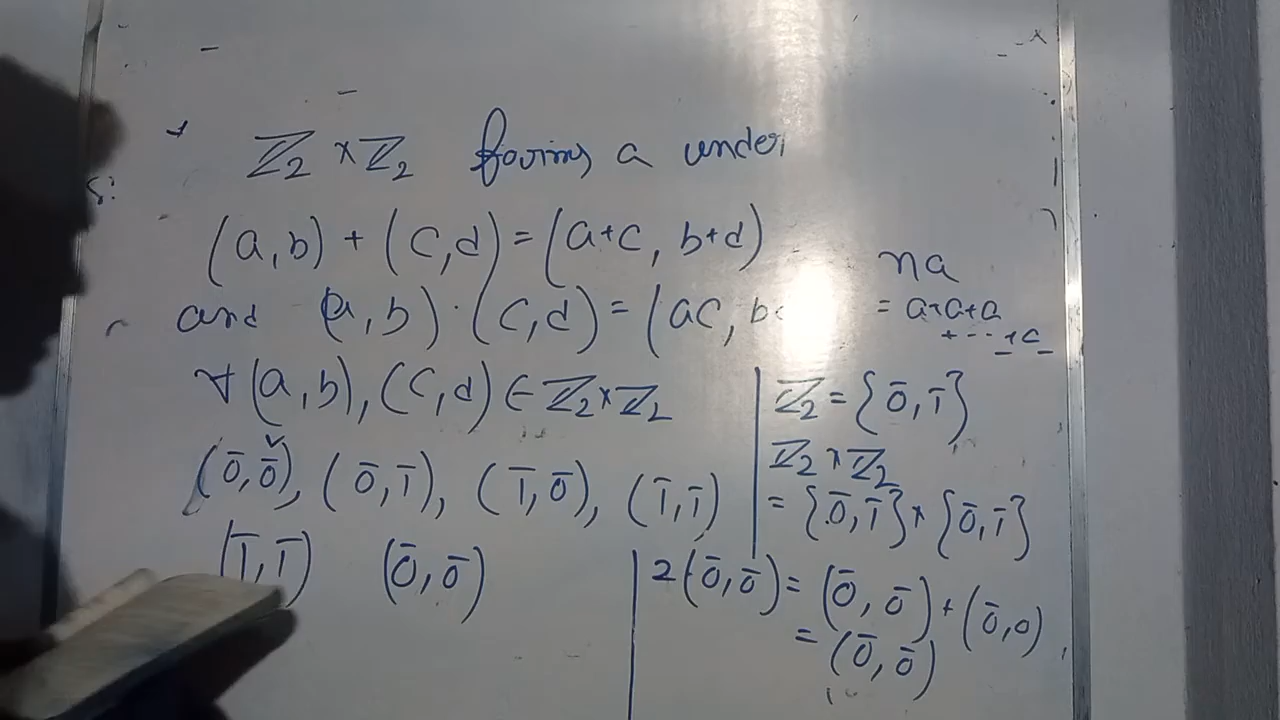 Z₂ × Z₂ forms a under
(a, b) + (c, d) = (a+c, b+d)
and (a, b) · (c, d) = (ac, b
∀ (a, b), (c, d) ∈ Z₂ × Z₂
(0̄, 0̄), (0̄, 1̄), (1̄, 0̄), (1̄, 1̄)
(1̄, 1̄) (0̄, 0̄)
na
= a+a+a
+ --- +
Z₂ = {0̄, 1̄}
Z₂ × Z₂
= {0̄, 1̄} × {0̄, 1̄}
2(0̄, 0̄) = (0̄, 0̄) + (0̄, 0)
= (0̄, 0̄)